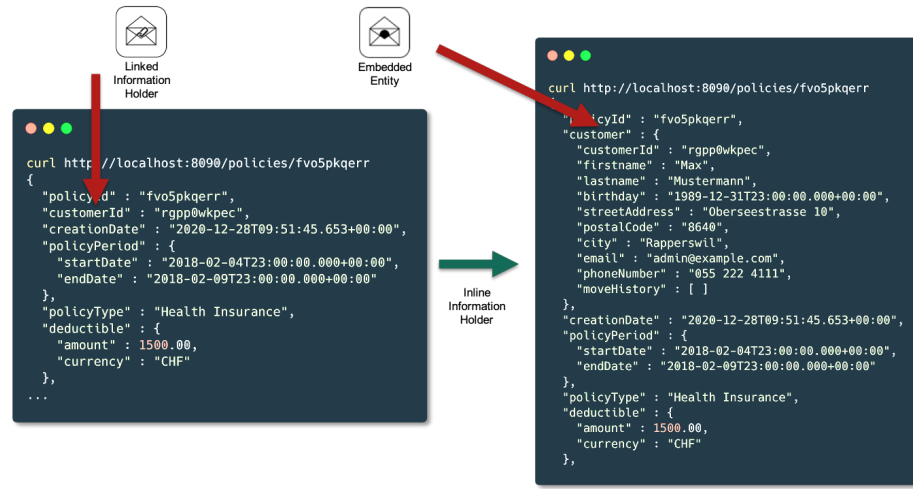 Linked
Information
Holder
Embedded
Entity
curl http://localhost:8090/policies/fvo5pkqerr
{
"policyId" : "fvo5pkqerr",
"customerId" : "rgpp0wkpec",
"creationDate" : "2020-12-28T09:51:45.653+00:00",
"policyPeriod" : {
"startDate" : "2018-02-04T23:00:00.000+00:00",
"endDate" : "2018-02-09T23:00:00.000+00:00"
},
"policyType" : "Health Insurance",
"deductible" : {
"amount" : 1500.00,
"currency" : "CHF"
},
...
Inline
Information
Holder
curl http://localhost:8090/policies/fvo5pkqerr
{
"policyId" : "fvo5pkqerr",
"customer" : {
"customerId" : "rgpp0wkpec",
"firstname" : "Max",
"lastname" : "Mustermann",
"birthday" : "1989-12-31T23:00:00.000+00:00",
"streetAddress" : "Oberseestrasse 10",
"postalCode" : "8640",
"city" : "Rapperswil",
"email" : "admin@example.com",
"phoneNumber" : "055 222 4111",
"moveHistory" : [ ]
},
"creationDate" : "2020-12-28T09:51:45.653+00:00",
"policyPeriod" : {
"startDate" : "2018-02-04T23:00:00.000+00:00",
"endDate" : "2018-02-09T23:00:00.000+00:00"
},
"policyType" : "Health Insurance",
"deductible" : {
"amount" : 1500.00,
"currency" : "CHF"
},